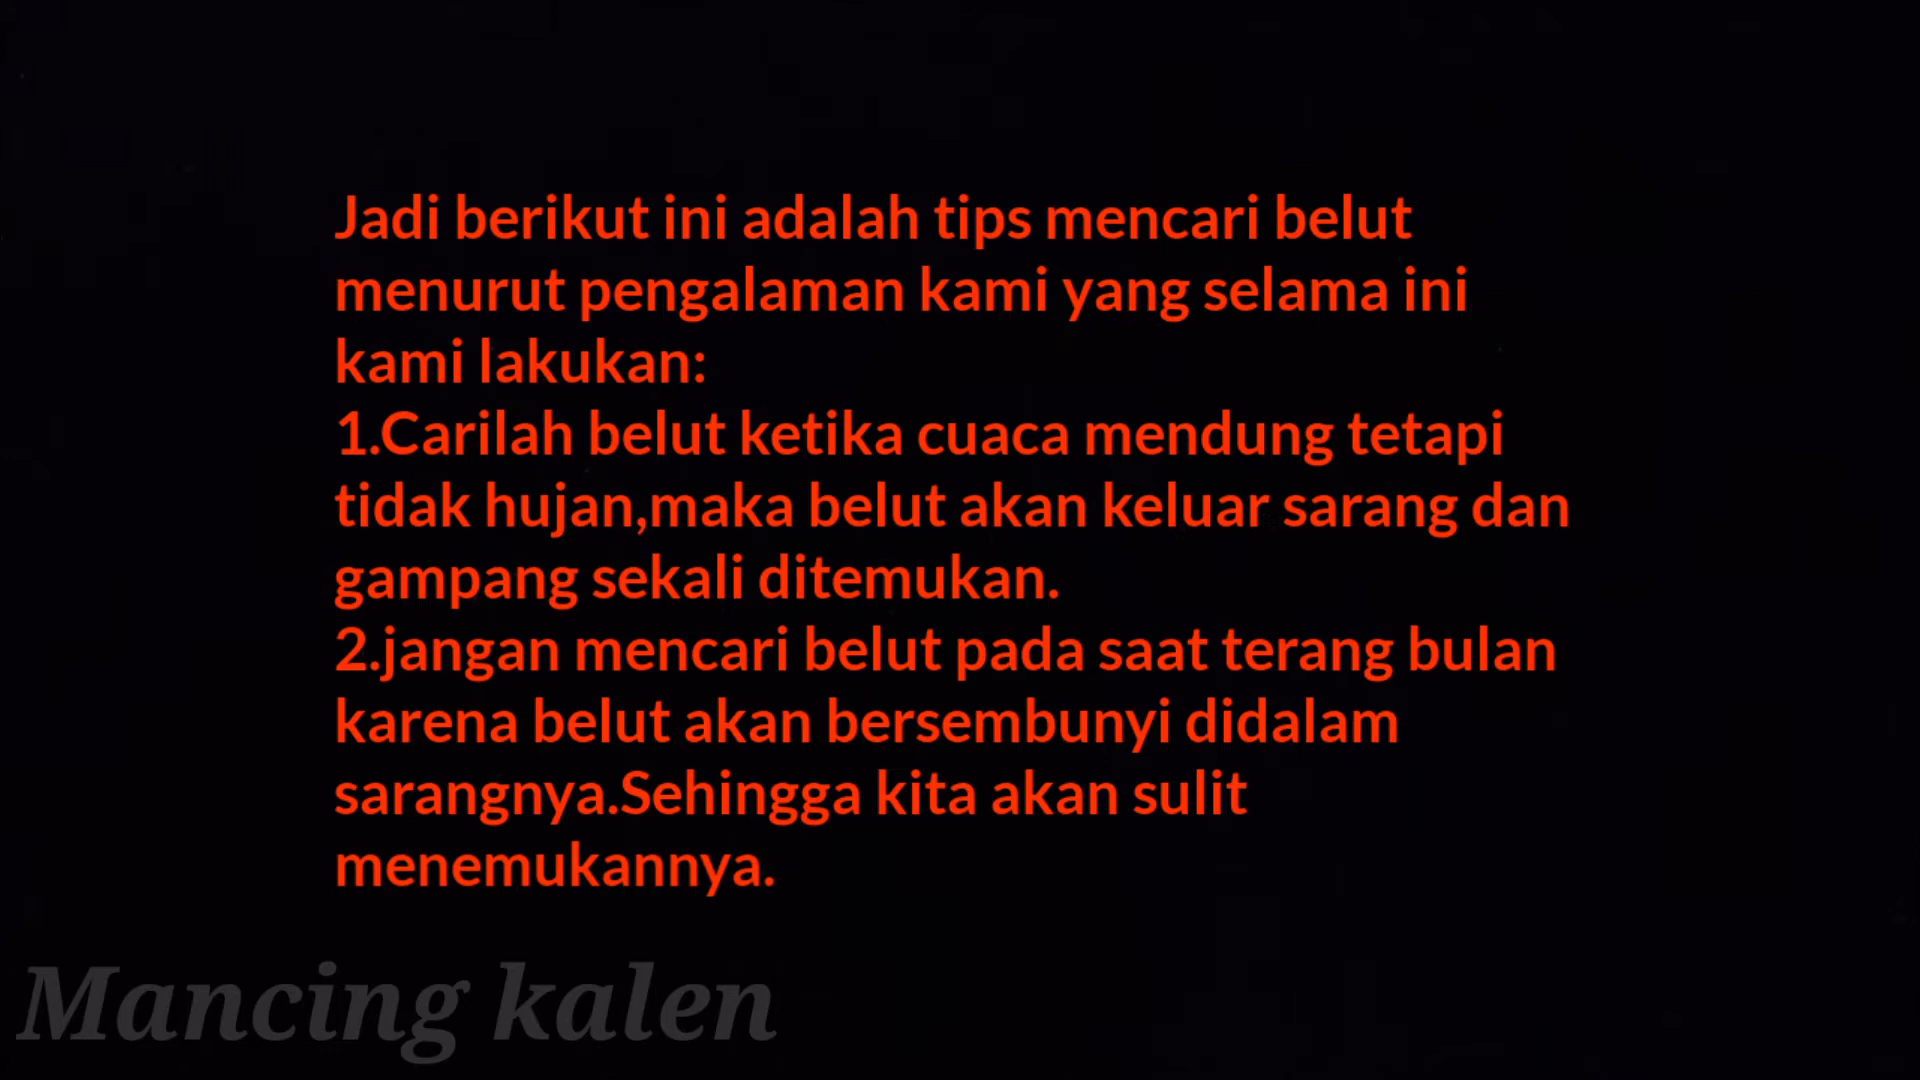 Jadi berikut ini adalah tips mencari belut
menurut pengalaman kami yang selama ini
kami lakukan:
1.Carilah belut ketika cuaca mendung tetapi
tidak hujan,maka belut akan keluar sarang dan
gampang sekali ditemukan.
2.jangan mencari belut pada saat terang bulan
karena belut akan bersembunyi didalam
sarangnya.Sehingga kita akan sulit
menemukannya.
Mancing kalen